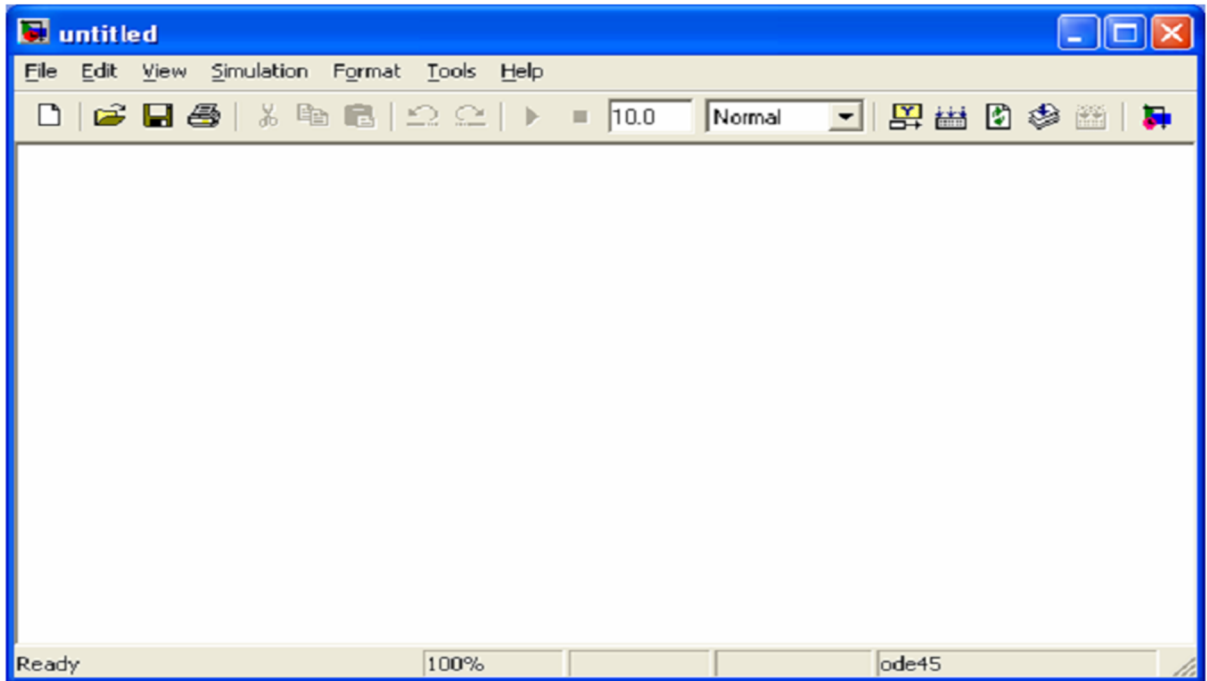 untitled
File Edit View Simulation Format Tools Help
10.0 Normal
Ready 100% ode45